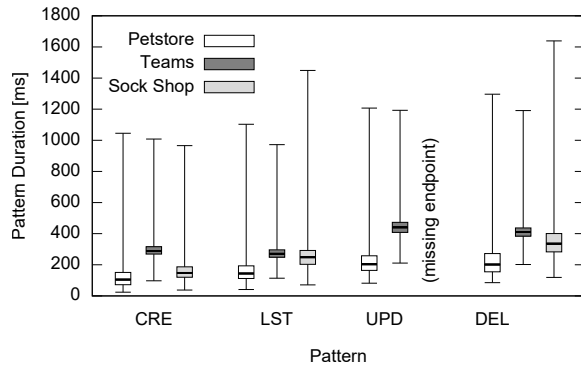 1800
1600
1400
1200
1000
800
600
400
200
0
Pattern Duration [ms]
Petstore
Teams
Sock Shop
(missing endpoint)
CRE LST UPD DEL
Pattern